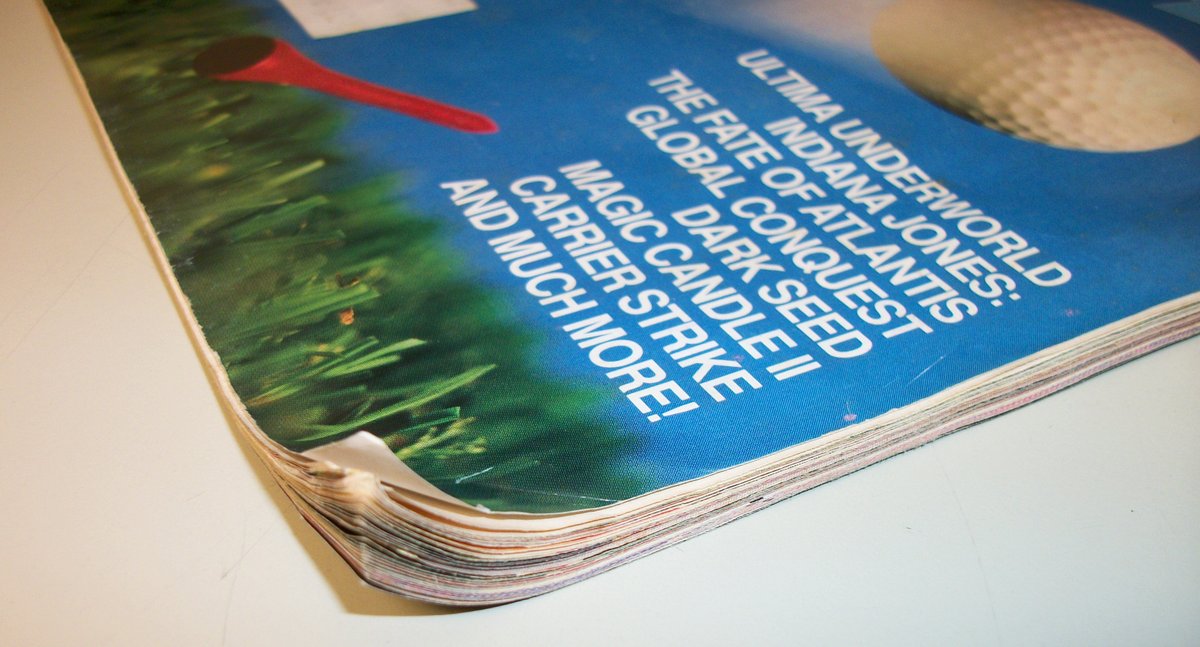 ULTIMA UNDERWORLD
INDIANA JONES:
THE FATE OF ATLANTIS
GLOBAL CONQUEST
DARK SEED
MAGIC CANDLE II
CARRIER STRIKE
AND MUCH MORE!